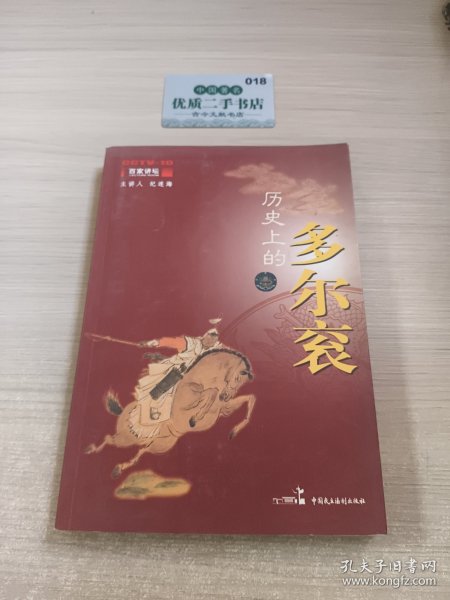 018
中国著名
优质二手书店
古今文献书店
CCTV-10
百家讲坛
主讲人 纪连海
历史上的
多尔衮
中国民主法制出版社
孔夫子旧书网
www.kongfz.com